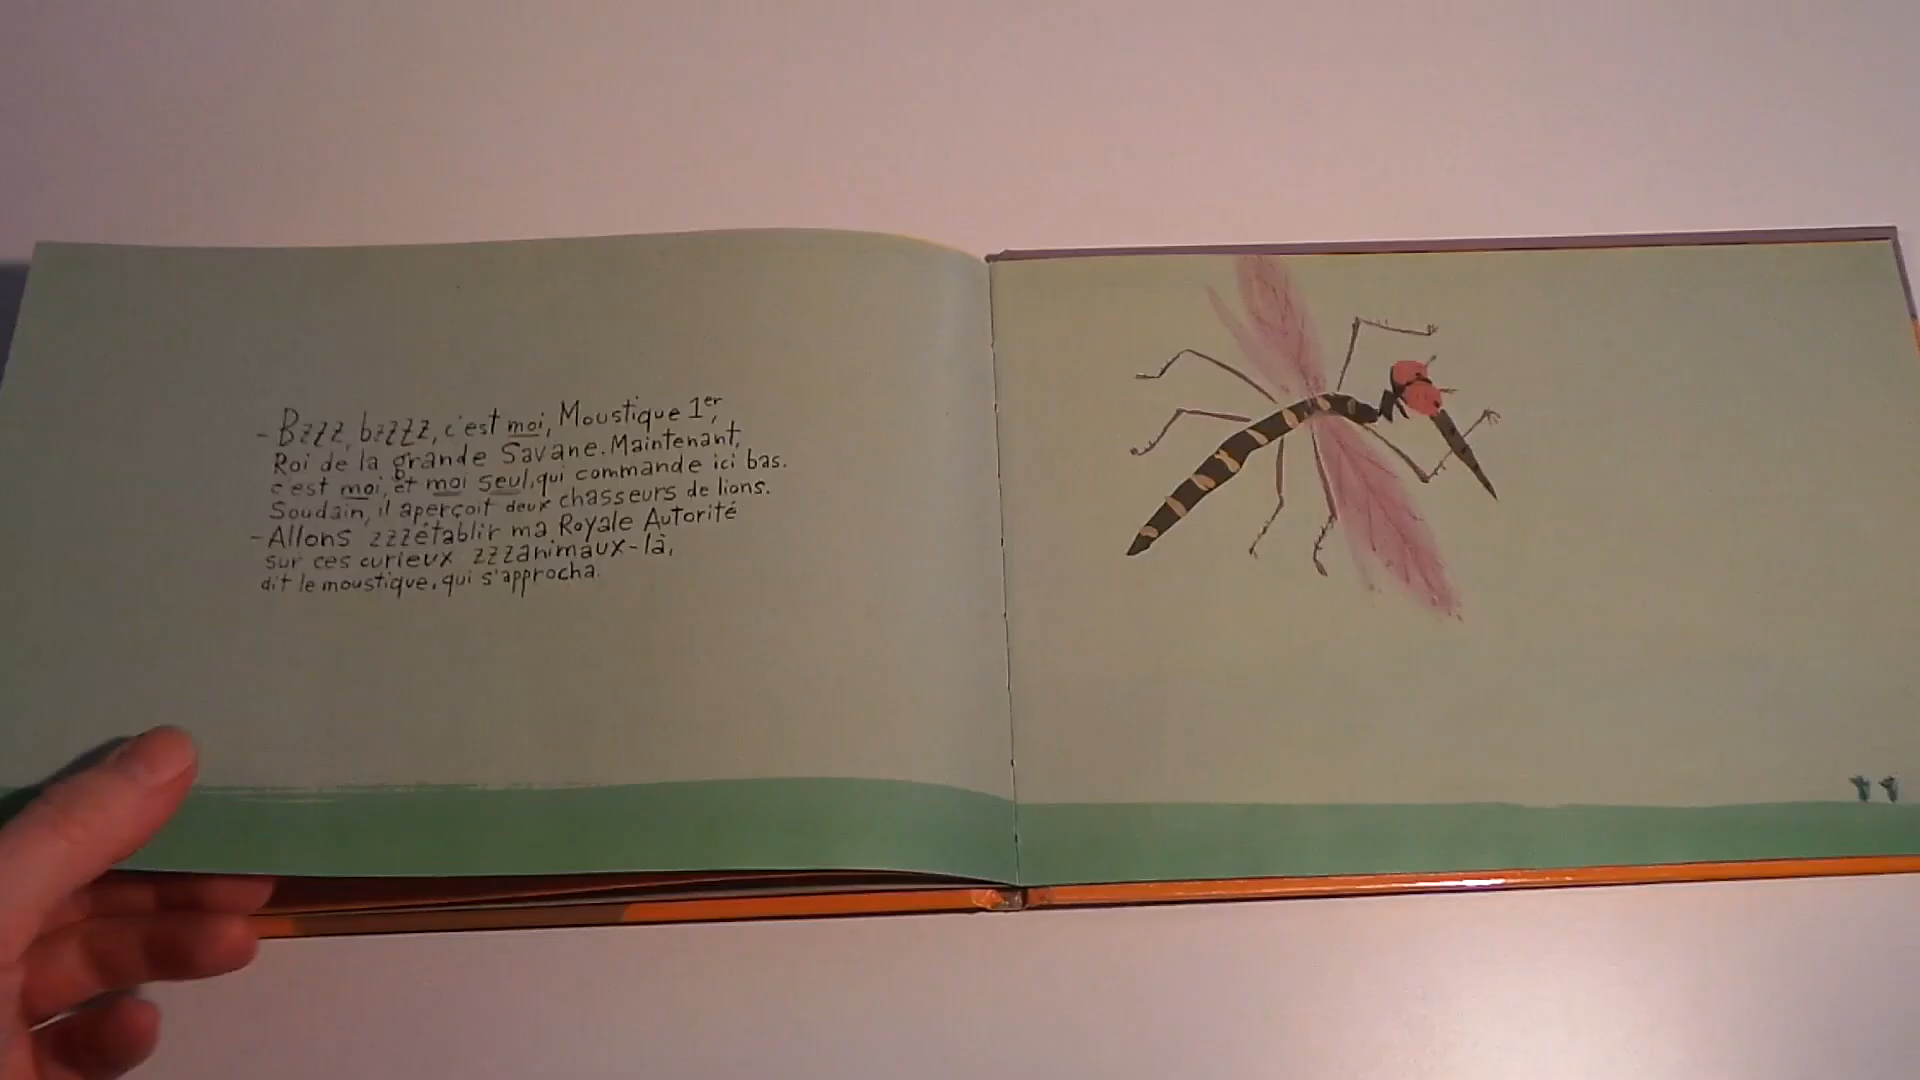 - Bzzz, bzzzz, c'est moi, Moustique 1er,
Roi de la grande Savane. Maintenant,
c'est moi, et moi seul, qui commande ici bas.
Soudain, il aperçoit deux chasseurs de lions.
- Allons zzzétablir ma Royale Autorité
sur ces curieux zzzanimaux-là,
dit le moustique, qui s'approcha.